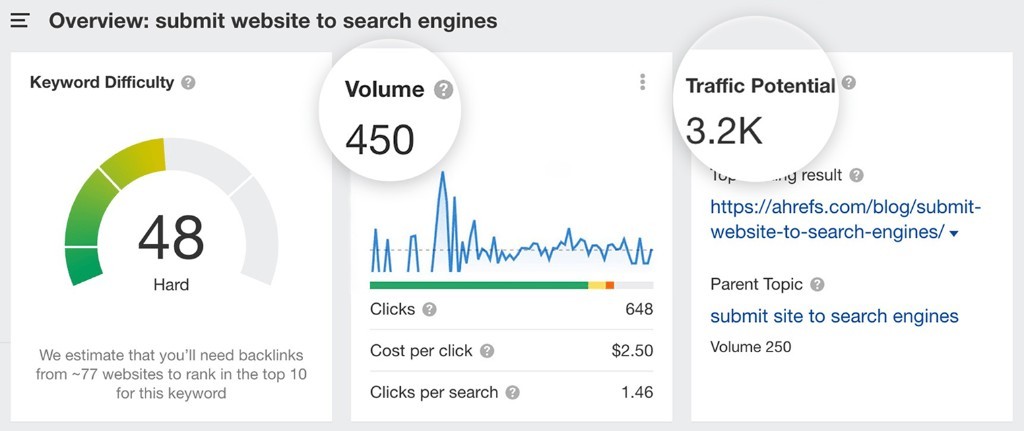 Overview: submit website to search engines
Keyword Difficulty ?
48
Hard
We estimate that you'll need backlinks
from ~77 websites to rank in the top 10
for this keyword
Volume ?
450
Clicks ? 648
Cost per click ? $2.50
Clicks per search ? 1.46
Traffic Potential ?
3.2K
result ?
https://ahrefs.com/blog/submit-
website-to-search-engines/
Parent Topic ?
submit site to search engines
Volume 250